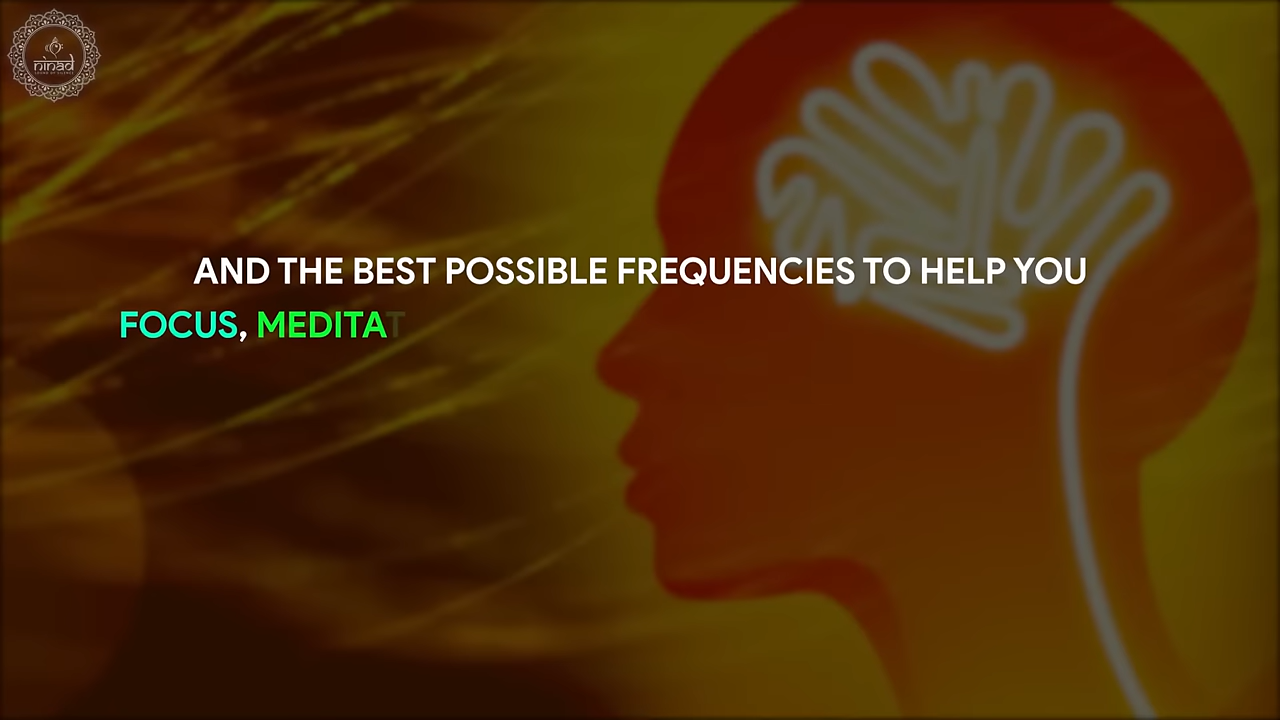 ninad
AND THE BEST POSSIBLE FREQUENCIES TO HELP YOU
FOCUS, MEDITAT